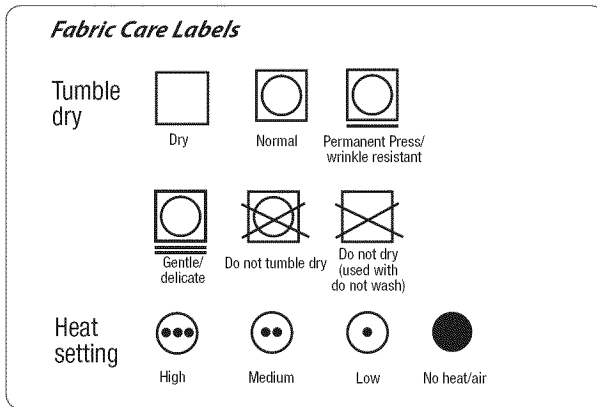 Fabric Care Labels
Tumble
dry
Dry
Normal
Permanent Press/
wrinkle resistant
Gentle/
delicate
Do not tumble dry
Do not dry
(used with
do not wash)
Heat
setting
High
Medium
Low
No heat/air